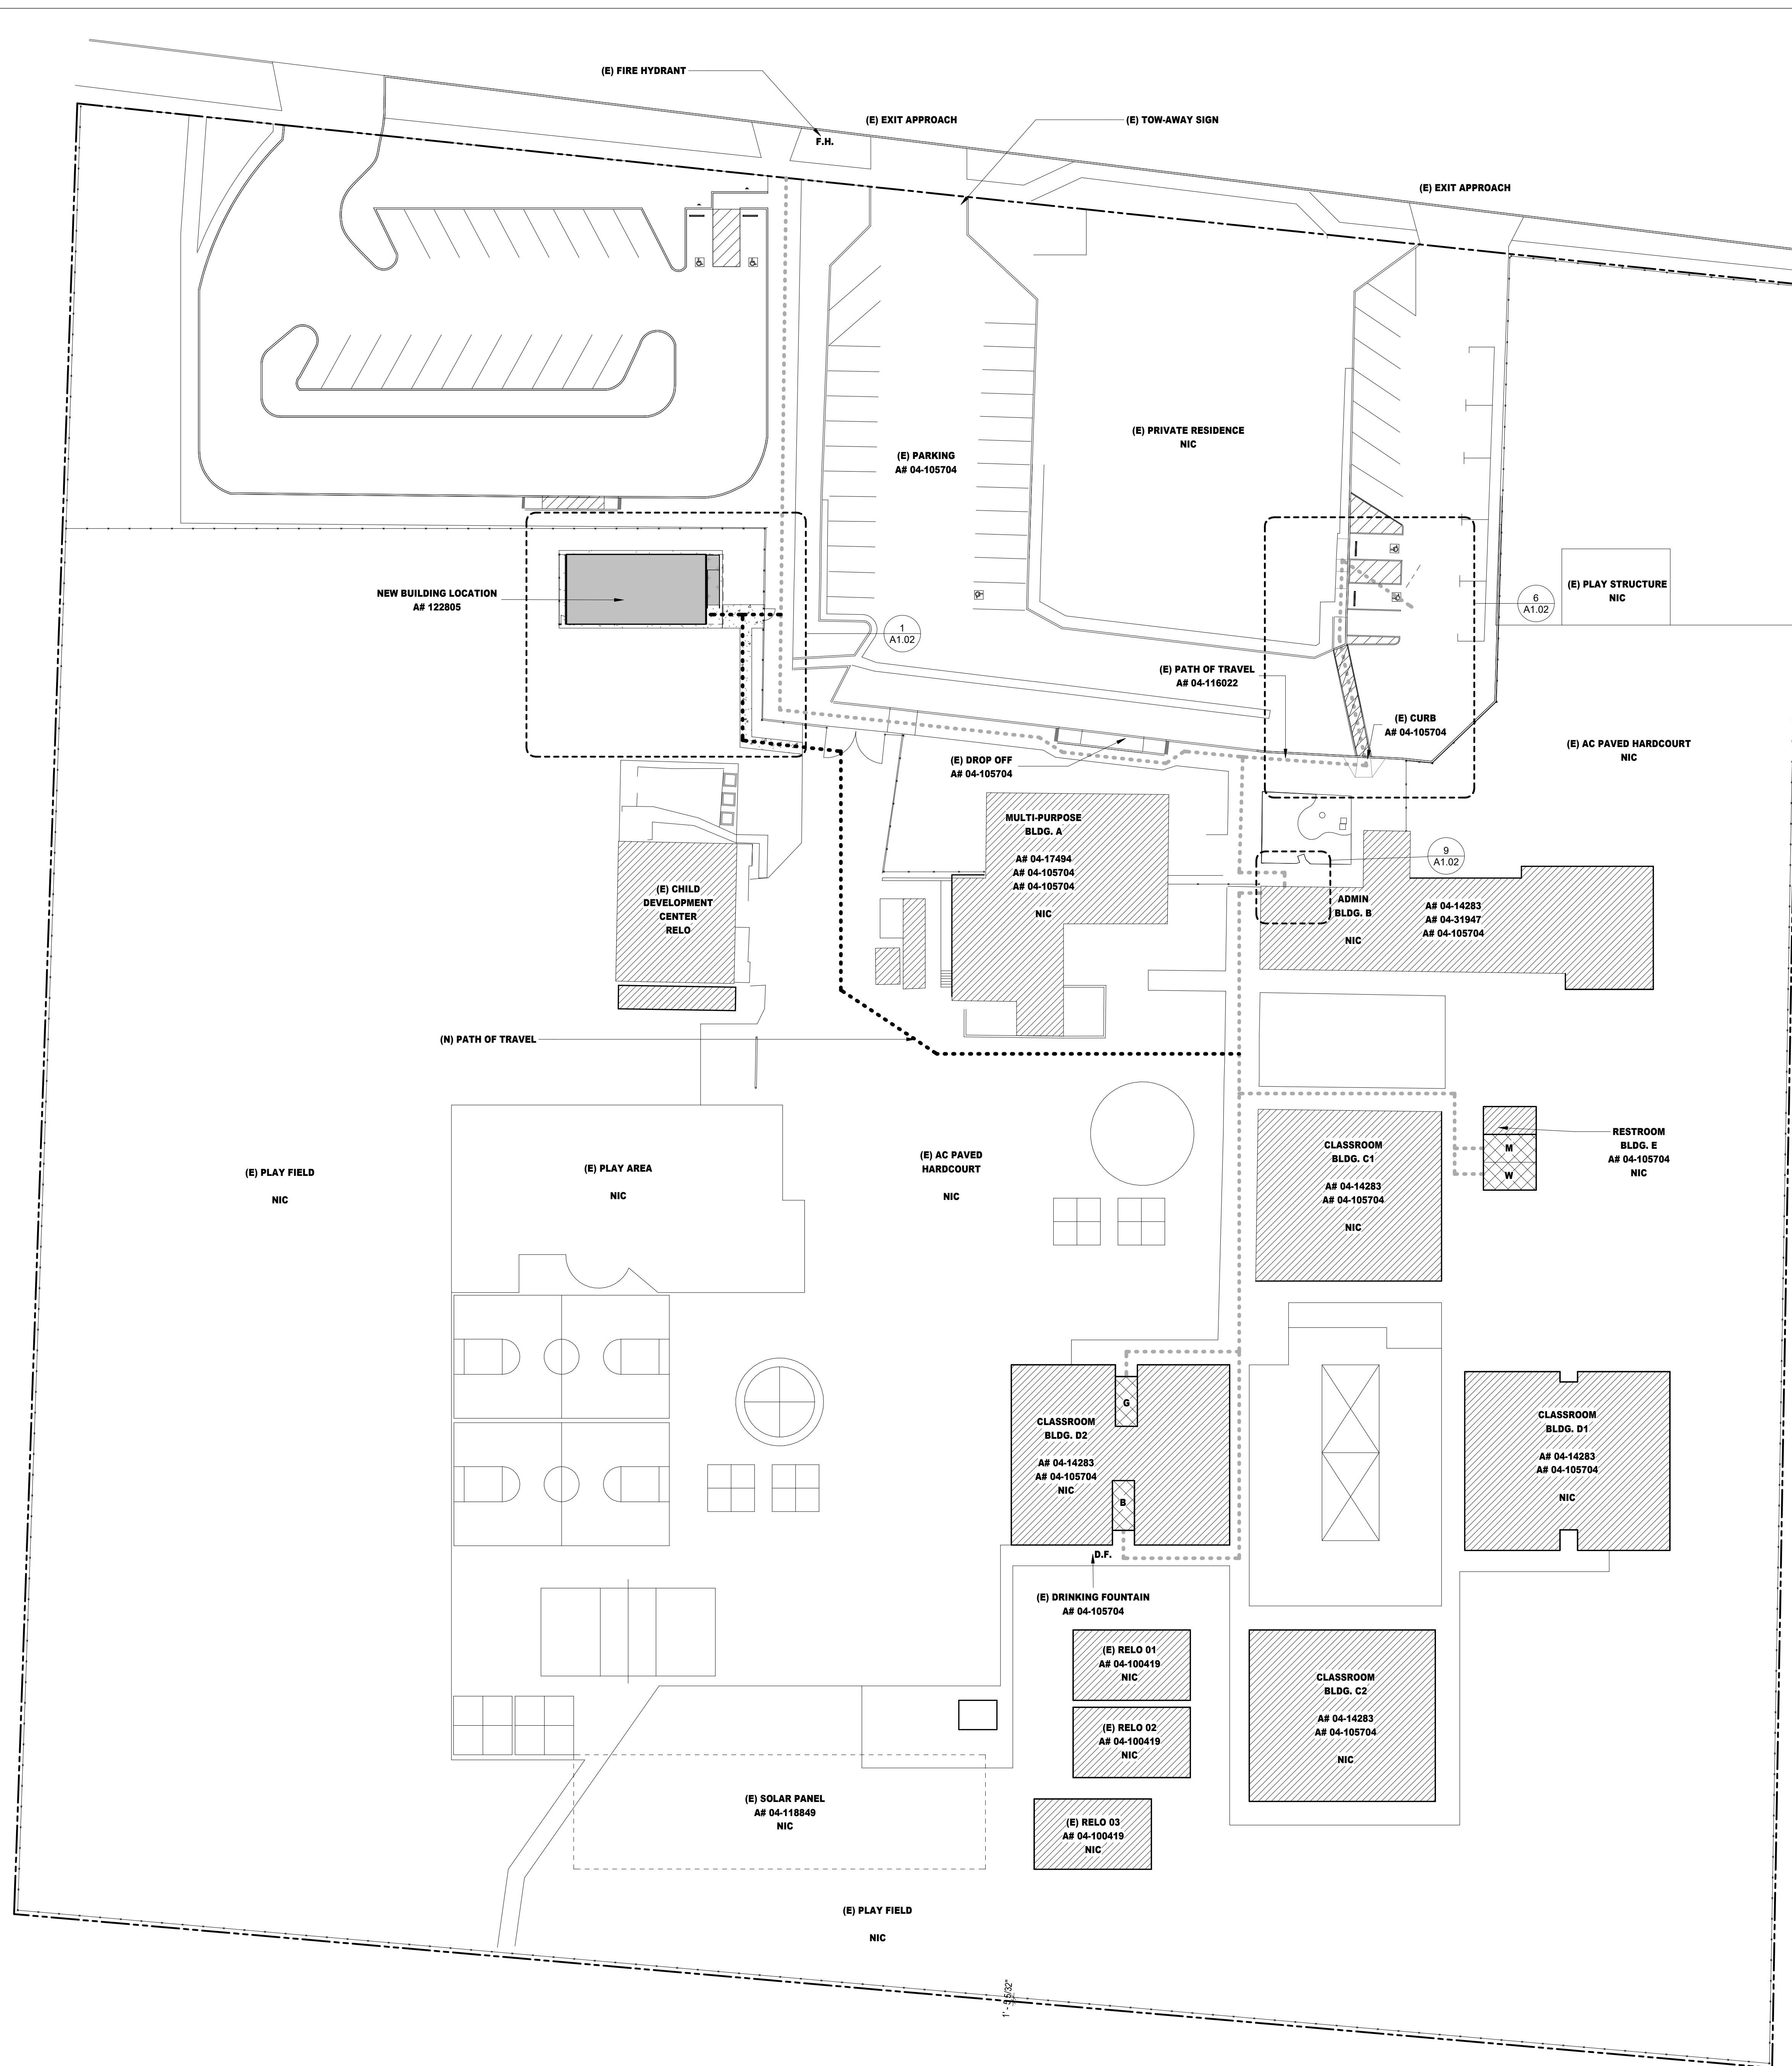 (E) FIRE HYDRANT
F.H.
(E) EXIT APPROACH
(E) TOW-AWAY SIGN
(E) EXIT APPROACH
(E) PRIVATE RESIDENCE
NIC
(E) PARKING
A# 04-105704
NEW BUILDING LOCATION
A# 122805
(E) PLAY STRUCTURE
NIC
6
A1.02
1
A1.02
(E) PATH OF TRAVEL
A# 04-116022
(E) CURB
A# 04-105704
(E) AC PAVED HARDCOURT
NIC
(E) DROP OFF
A# 04-105704
MULTI-PURPOSE
BLDG. A
A# 04-17494
A# 04-105704
A# 04-105704
NIC
9
A1.02
(E) CHILD
DEVELOPMENT
CENTER
RELO
ADMIN
BLDG. B
NIC
A# 04-14283
A# 04-31947
A# 04-105704
(N) PATH OF TRAVEL
RESTROOM
BLDG. E
A# 04-105704
NIC
M
W
CLASSROOM
BLDG. C1
A# 04-14283
A# 04-105704
NIC
(E) AC PAVED
HARDCOURT
NIC
(E) PLAY AREA
NIC
(E) PLAY FIELD
NIC
G
CLASSROOM
BLDG. D2
A# 04-14283
A# 04-105704
NIC
B
CLASSROOM
BLDG. D1
A# 04-14283
A# 04-105704
NIC
D.F.
(E) DRINKING FOUNTAIN
A# 04-105704
(E) RELO 01
A# 04-100419
NIC
CLASSROOM
BLDG. C2
A# 04-14283
A# 04-105704
NIC
(E) RELO 02
A# 04-100419
NIC
(E) SOLAR PANEL
A# 04-118849
NIC
(E) RELO 03
A# 04-100419
NIC
(E) PLAY FIELD
NIC